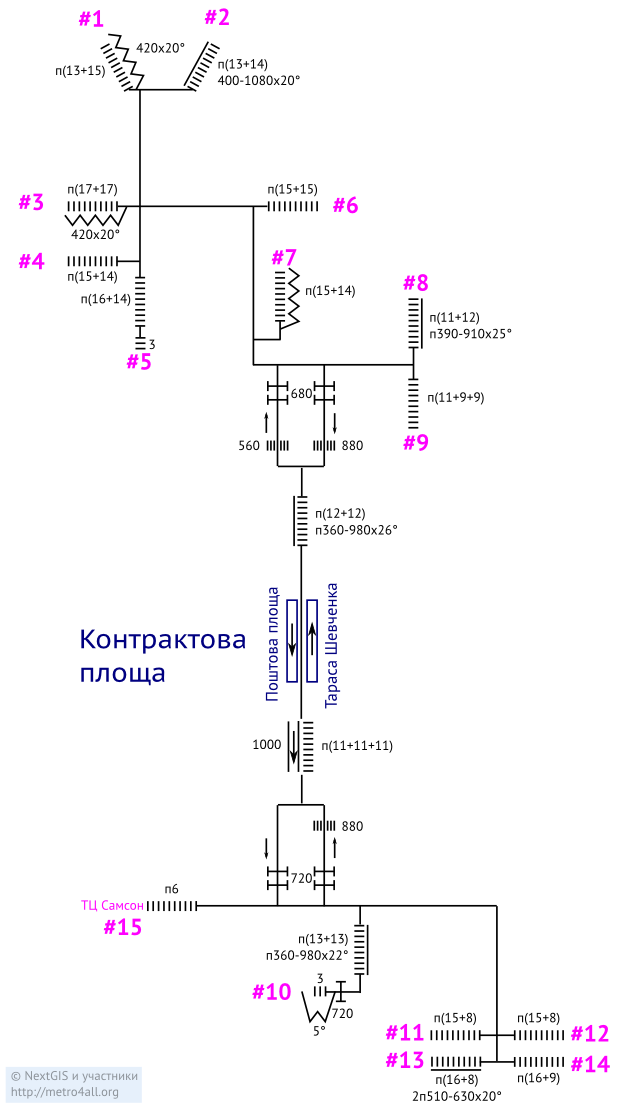 #1
#2
420x20°
п(13+15)
п(13+14)
400-1080x20°
#3
п(17+17)
420x20°
п(15+15)
#6
#4
п(15+14)
п(16+14)
3
#5
#7
п(15+14)
#8
п(11+12)
п390-910x25°
п(11+9+9)
#9
680
560
880
п(12+12)
п360-980x26°
Контрактова
площа
Поштова площа
Тараса Шевченка
1000
п(11+11+11)
880
720
п6
ТЦ Самсон
#15
п(13+13)
п360-980x22°
#10
3
720
5°
#11
п(15+8)
п(15+8)
#12
#13
п(16+8)
2п510-630x20°
п(16+9)
#14
© NextGIS и участники
http://metro4all.org